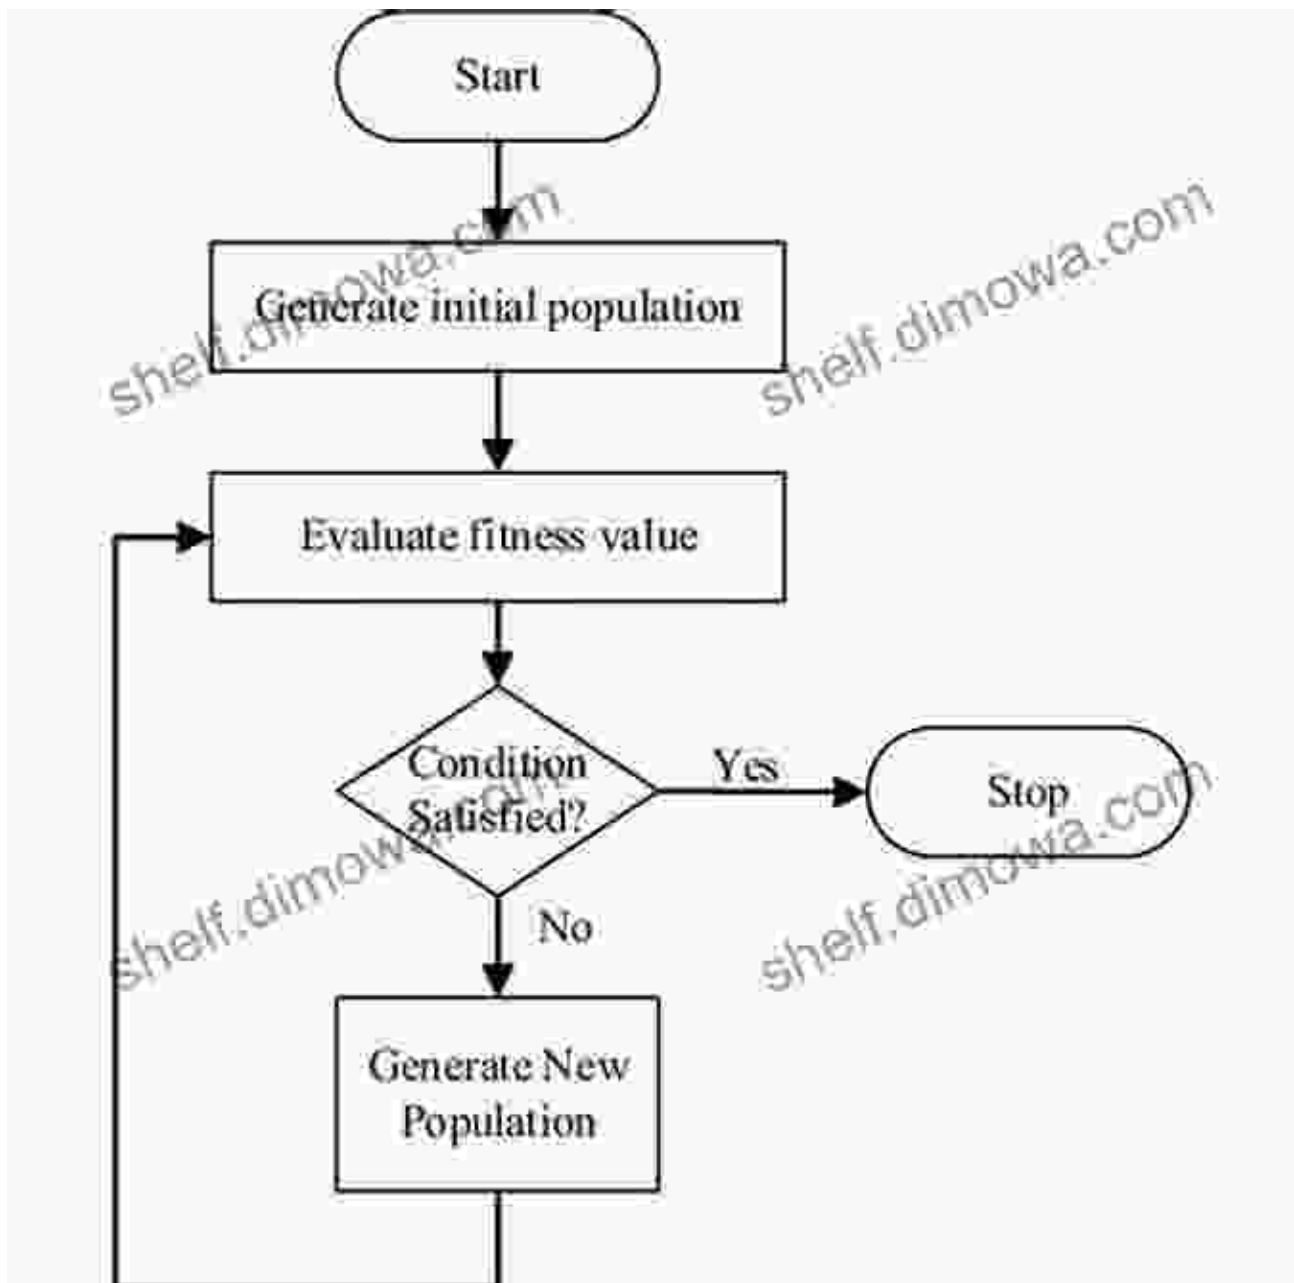 Start
shelf.dimowa.com
shelf.dimowa.com
Generate initial population
Evaluate fitness value
Condition
Satisfied?
Yes
Stop
shelf.dimowa.com
shelf.dimowa.com
No
Generate New
Population